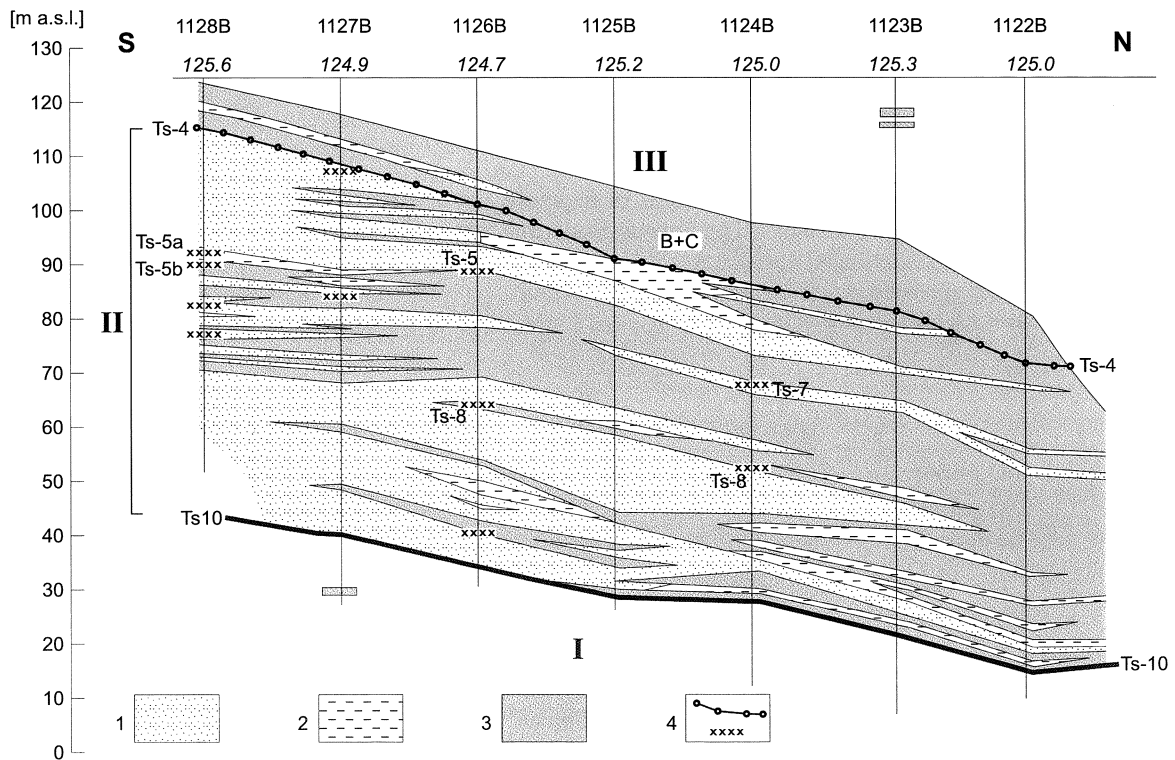 [m a.s.l.]
1128B 1127B 1126B 1125B 1124B 1123B 1122B
S N
125.6 124.9 124.7 125.2 125.0 125.3 125.0
130
120
110
100
90
80
70
60
50
40
30
20
10
0
Ts-4
III
B+C
Ts-5a
Ts-5
Ts-5b
xxxx
II
Ts-4
Ts-7
Ts-8
Ts-8
Ts10
I
Ts-10
1 2 3 4
xxxx